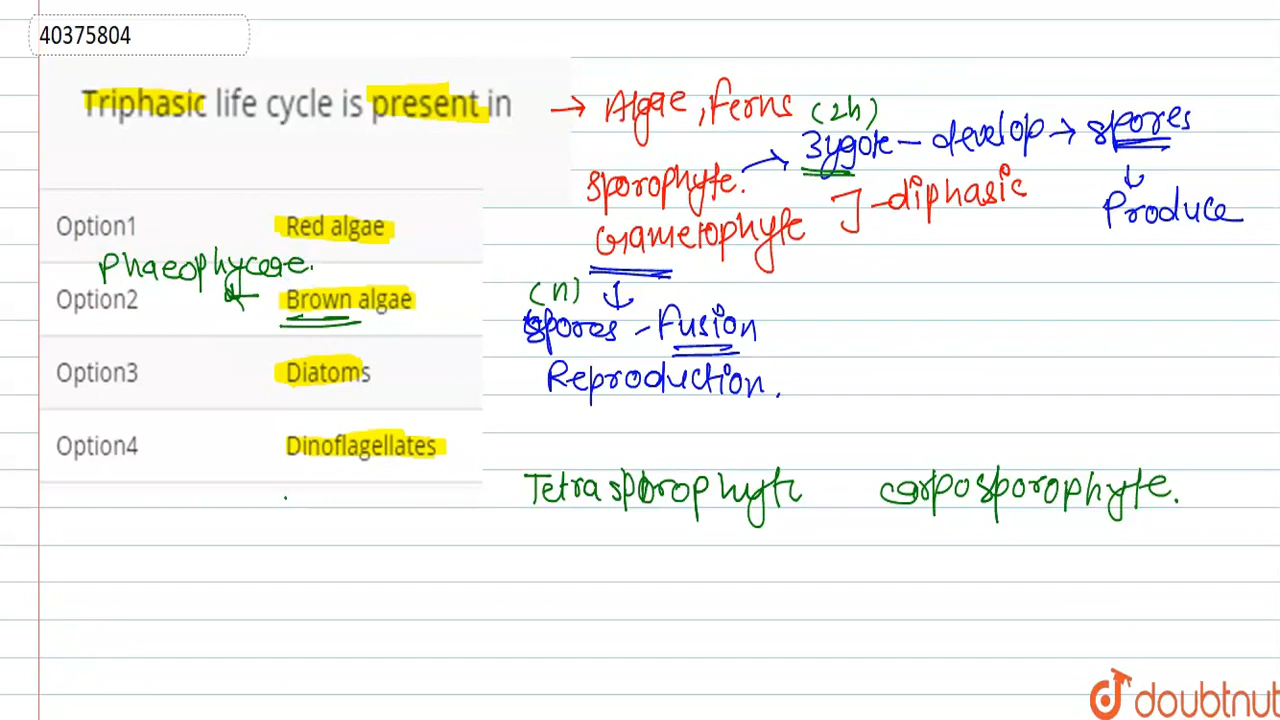 40375804
Triphasic life cycle is present in
→ Algae, Ferns
(2n)
Zygote – develop → spores
↓
Produce
sporophyte.
Gametophyte ] – diphasic
(n) ↓
spores – Fusion
Reproduction.
Option1 Red algae
Phaeophyceae.
Option2 Brown algae
Option3 Diatoms
Option4 Dinoflagellates
Tetrasporophyte carposporophyte.
doubtnut